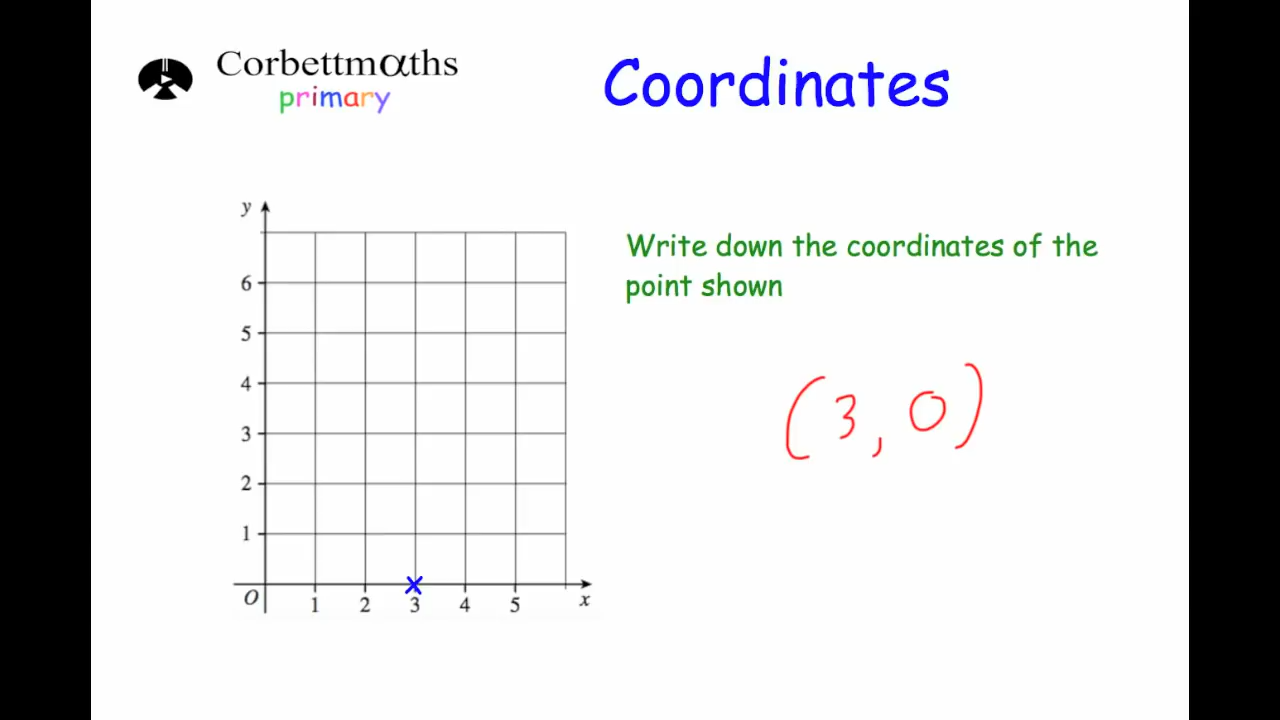 Corbettmαths
primary
Coordinates
y
6
5
4
3
2
1
O
1 2 3 4 5
x
Write down the coordinates of the
point shown
(3, 0)